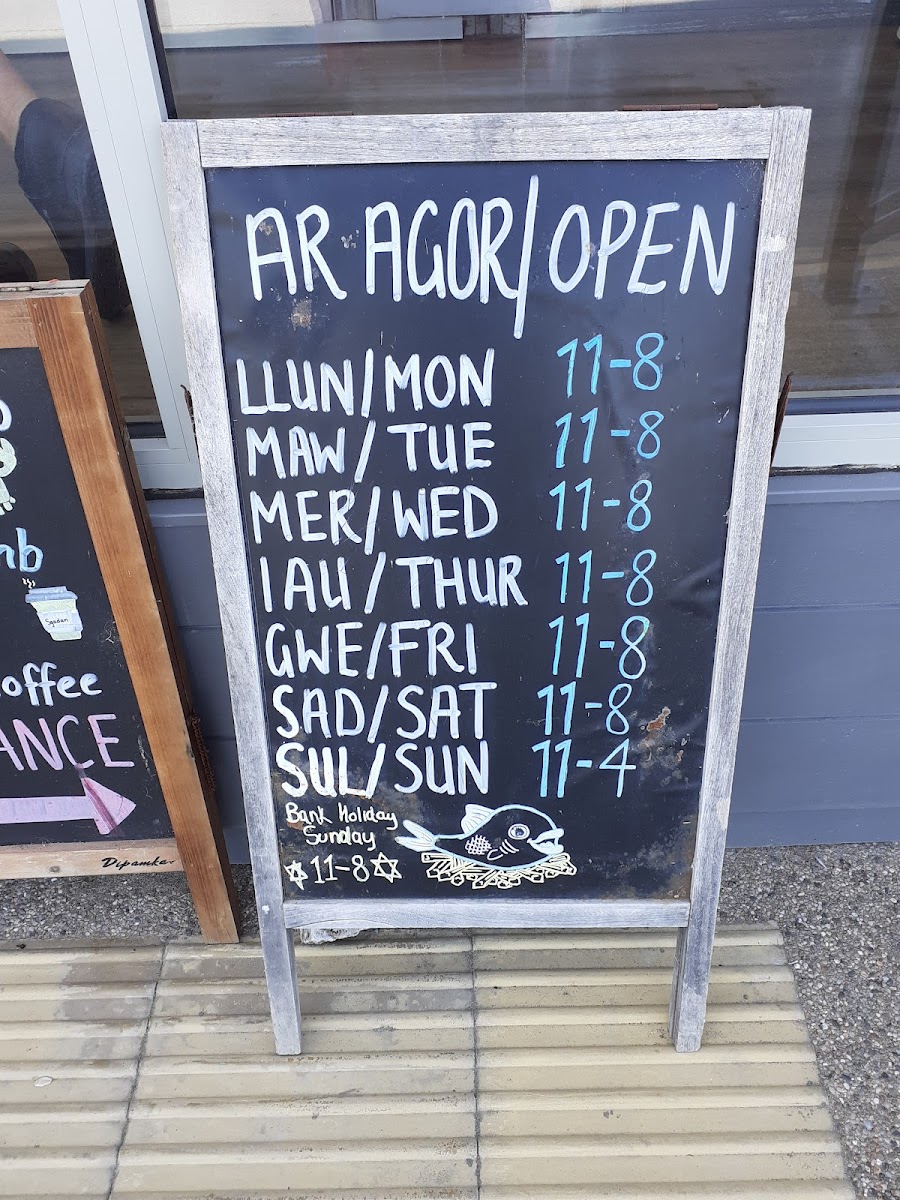 AR AGOR/OPEN
LLUN/MON 11-8
MAW/TUE 11-8
MER/WED 11-8
IAU/THUR 11-8
GWE/FRI 11-8
SAD/SAT 11-8
SUL/SUN 11-4
Bank Holiday
Sunday
11-8
offee
ANCE